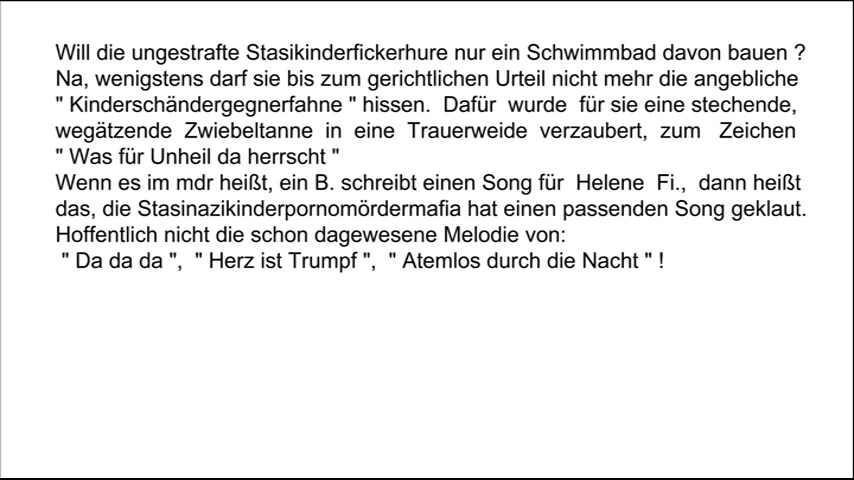 Will die ungestrafte Stasikinderfickerhure nur ein Schwimmbad davon bauen ?
Na, wenigstens darf sie bis zum gerichtlichen Urteil nicht mehr die angebliche
" Kinderschändergegnerfahne " hissen. Dafür wurde für sie eine stechende,
wegätzende Zwiebeltanne in eine Trauerweide verzaubert, zum Zeichen
" Was für Unheil da herrscht "
Wenn es im mdr heißt, ein B. schreibt einen Song für Helene Fi., dann heißt
das, die Stasinazikinderpornomördermafia hat einen passenden Song geklaut.
Hoffentlich nicht die schon dagewesene Melodie von:
" Da da da ", " Herz ist Trumpf ", " Atemlos durch die Nacht " !